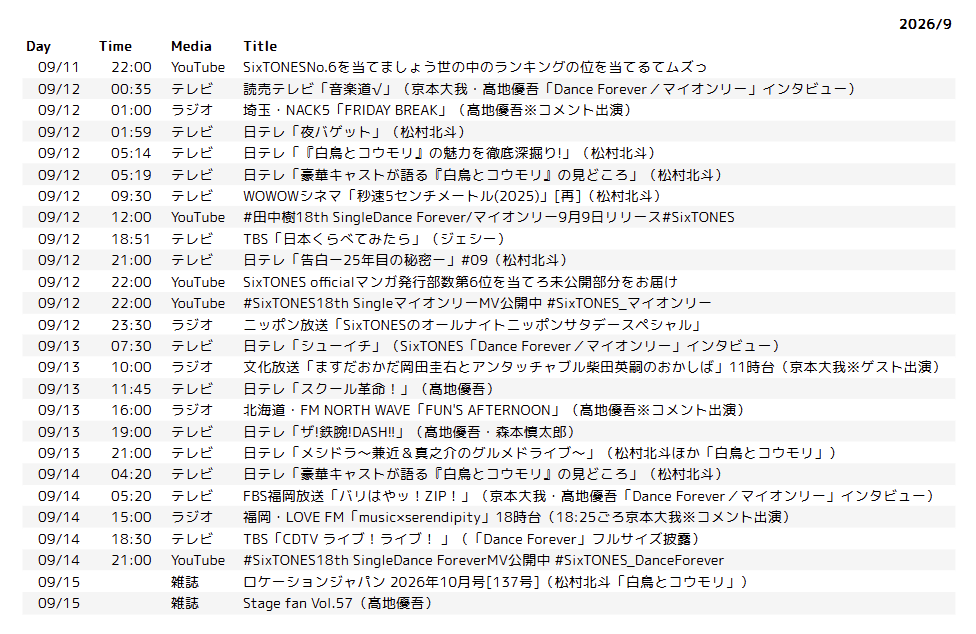 2026/9
Day Time Media Title
09/11 22:00 YouTube SixTONESNo.6を当てましょう世の中のランキングの位を当てるてムズっ
09/12 00:35 テレビ 読売テレビ「音楽道√」（京本大我・髙地優吾「Dance Forever／マイオンリー」インタビュー）
09/12 01:00 ラジオ 埼玉・NACK5「FRIDAY BREAK」（髙地優吾※コメント出演）
09/12 01:59 テレビ 日テレ「夜バゲット」（松村北斗）
09/12 05:14 テレビ 日テレ「『白鳥とコウモリ』の魅力を徹底深掘り!」（松村北斗）
09/12 05:19 テレビ 日テレ「豪華キャストが語る『白鳥とコウモリ』の見どころ」（松村北斗）
09/12 09:30 テレビ WOWOWシネマ「秒速5センチメートル(2025)」[再]（松村北斗）
09/12 12:00 YouTube #田中樹18th SingleDance Forever/マイオンリー9月9日リリース#SixTONES
09/12 18:51 テレビ TBS「日本くらべてみたら」（ジェシー）
09/12 21:00 テレビ 日テレ「告白ー25年目の秘密ー」#09（松村北斗）
09/12 22:00 YouTube SixTONES officialマンガ発行部数第6位を当てろ未公開部分をお届け
09/12 22:00 YouTube #SixTONES18th SingleマイオンリーMV公開中 #SixTONES_マイオンリー
09/12 23:30 ラジオ ニッポン放送「SixTONESのオールナイトニッポンサタデースペシャル」
09/13 07:30 テレビ 日テレ「シューイチ」（SixTONES「Dance Forever／マイオンリー」インタビュー）
09/13 10:00 ラジオ 文化放送「ますだおかだ岡田圭右とアンタッチャブル柴田英嗣のおかしば」11時台（京本大我※ゲスト出演）
09/13 11:45 テレビ 日テレ「スクール革命！」（髙地優吾）
09/13 16:00 ラジオ 北海道・FM NORTH WAVE「FUN'S AFTERNOON」（髙地優吾※コメント出演）
09/13 19:00 テレビ 日テレ「ザ!鉄腕!DASH!!」（髙地優吾・森本慎太郎）
09/13 21:00 テレビ 日テレ「メシドラ～兼近＆真之介のグルメドライブ～」（松村北斗ほか「白鳥とコウモリ」）
09/14 04:20 テレビ 日テレ「豪華キャストが語る『白鳥とコウモリ』の見どころ」（松村北斗）
09/14 05:20 テレビ FBS福岡放送「バリはやッ！ZIP！」（京本大我・髙地優吾「Dance Forever／マイオンリー」インタビュー）
09/14 15:00 ラジオ 福岡・LOVE FM「music×serendipity」18時台（18:25ごろ京本大我※コメント出演）
09/14 18:30 テレビ TBS「CDTV ライブ！ライブ！ 」（「Dance Forever」フルサイズ披露）
09/14 21:00 YouTube #SixTONES18th SingleDance ForeverMV公開中 #SixTONES_DanceForever
09/15 雑誌 ロケーションジャパン 2026年10月号[137号]（松村北斗「白鳥とコウモリ」）
09/15 雑誌 Stage fan Vol.57（髙地優吾）